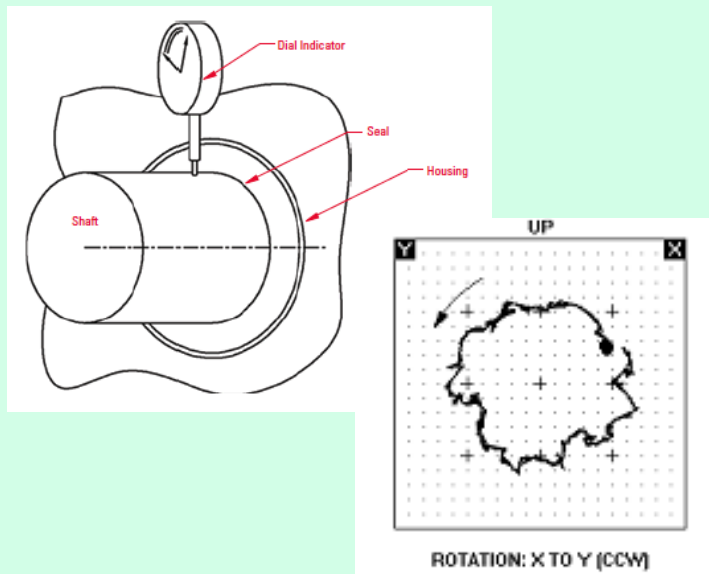 Dial Indicator
Seal
Housing
Shaft
UP
Y
X
ROTATION: X TO Y (CCW)